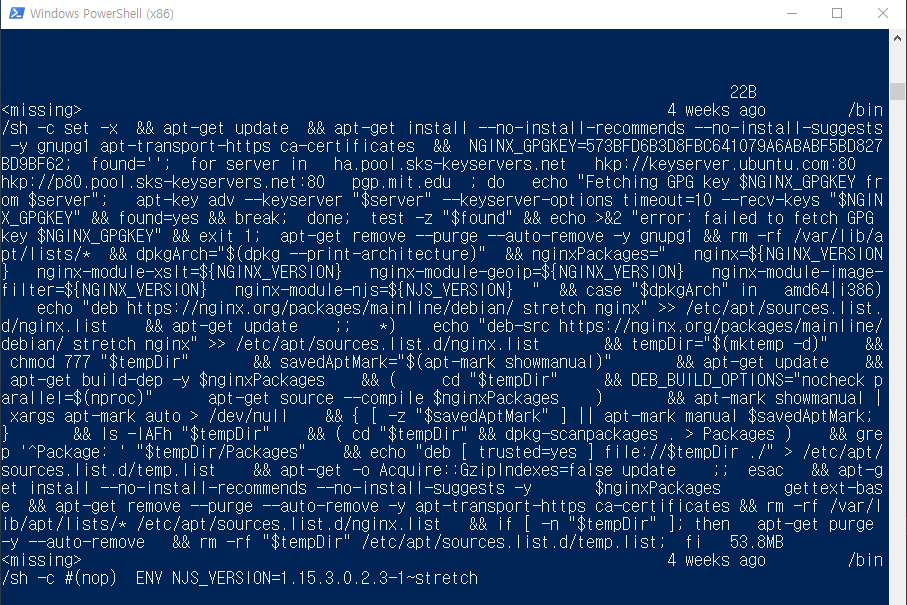 Windows PowerShell (x86)
22B
<missing> 4 weeks ago /bin
/sh -c set -x  && apt-get update  && apt-get install --no-install-recommends --no-install-suggests
 -y gnupg1 apt-transport-https ca-certificates  &&  NGINX_GPGKEY=573BFD6B3D8FBC641079A6ABABF5BD827
BD9BF62;  found='';  for server in   ha.pool.sks-keyservers.net   hkp://keyserver.ubuntu.com:80
hkp://p80.pool.sks-keyservers.net:80   pgp.mit.edu  ; do   echo "Fetching GPG key $NGINX_GPGKEY fr
om $server";   apt-key adv --keyserver "$server" --keyserver-options timeout=10 --recv-keys "$NGIN
X_GPGKEY" && found=yes && break;  done;  test -z "$found" && echo >&2 "error: failed to fetch GPG
key $NGINX_GPGKEY" && exit 1;  apt-get remove --purge --auto-remove -y gnupg1 && rm -rf /var/lib/a
pt/lists/*  && dpkgArch="$(dpkg --print-architecture)"  && nginxPackages="   nginx=${NGINX_VERSION
}   nginx-module-xslt=${NGINX_VERSION}   nginx-module-geoip=${NGINX_VERSION}   nginx-module-image-
filter=${NGINX_VERSION}   nginx-module-njs=${NJS_VERSION}  "  && case "$dpkgArch" in   amd64|i386)
    echo "deb https://nginx.org/packages/mainline/debian/ stretch nginx" >> /etc/apt/sources.list.
d/nginx.list    && apt-get update    ;;   *)    echo "deb-src https://nginx.org/packages/mainline/
debian/ stretch nginx" >> /etc/apt/sources.list.d/nginx.list       && tempDir="$(mktemp -d)"    &&
 chmod 777 "$tempDir"       && savedAptMark="$(apt-mark showmanual)"       && apt-get update    &&
 apt-get build-dep -y $nginxPackages    && (     cd "$tempDir"     && DEB_BUILD_OPTIONS="nocheck p
arallel=$(nproc)"      apt-get source --compile $nginxPackages    )       && apt-mark showmanual |
 xargs apt-mark auto > /dev/null    && { [ -z "$savedAptMark" ] || apt-mark manual $savedAptMark;
}       && ls -lAFh "$tempDir"    && ( cd "$tempDir" && dpkg-scanpackages . > Packages )    && gre
p '^Package: ' "$tempDir/Packages"    && echo "deb [ trusted=yes ] file://$tempDir ./" > /etc/apt/
sources.list.d/temp.list    && apt-get -o Acquire::GzipIndexes=false update    ;;  esac   && apt-g
et install --no-install-recommends --no-install-suggests -y       $nginxPackages       gettext-bas
e  && apt-get remove --purge --auto-remove -y apt-transport-https ca-certificates && rm -rf /var/l
ib/apt/lists/* /etc/apt/sources.list.d/nginx.list   && if [ -n "$tempDir" ]; then   apt-get purge
-y --auto-remove   && rm -rf "$tempDir" /etc/apt/sources.list.d/temp.list;  fi   53.8MB
<missing> 4 weeks ago /bin
/sh -c #(nop)  ENV NJS_VERSION=1.15.3.0.2.3-1~stretch